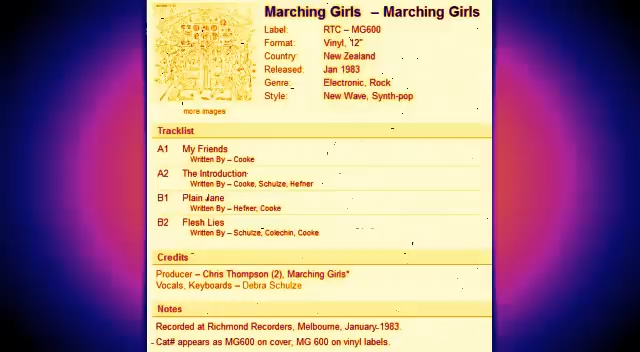 Marching Girls – Marching Girls
Label: RTC – MG600
Format: Vinyl, 12"
Country: New Zealand
Released: Jan 1983
Genre: Electronic, Rock
Style: New Wave, Synth-pop
more images
Tracklist
A1 My Friends
Written By – Cooke
A2 The Introduction
Written By – Cooke, Schulze, Hefner
B1 Plain Jane
Written By – Hefner, Cooke
B2 Flesh Lies
Written By – Schulze, Colechin, Cooke
Credits
Producer – Chris Thompson (2), Marching Girls*
Vocals, Keyboards – Debra Schulze
Notes
Recorded at Richmond Recorders, Melbourne, January 1983.
Cat# appears as MG600 on cover, MG 600 on vinyl labels.